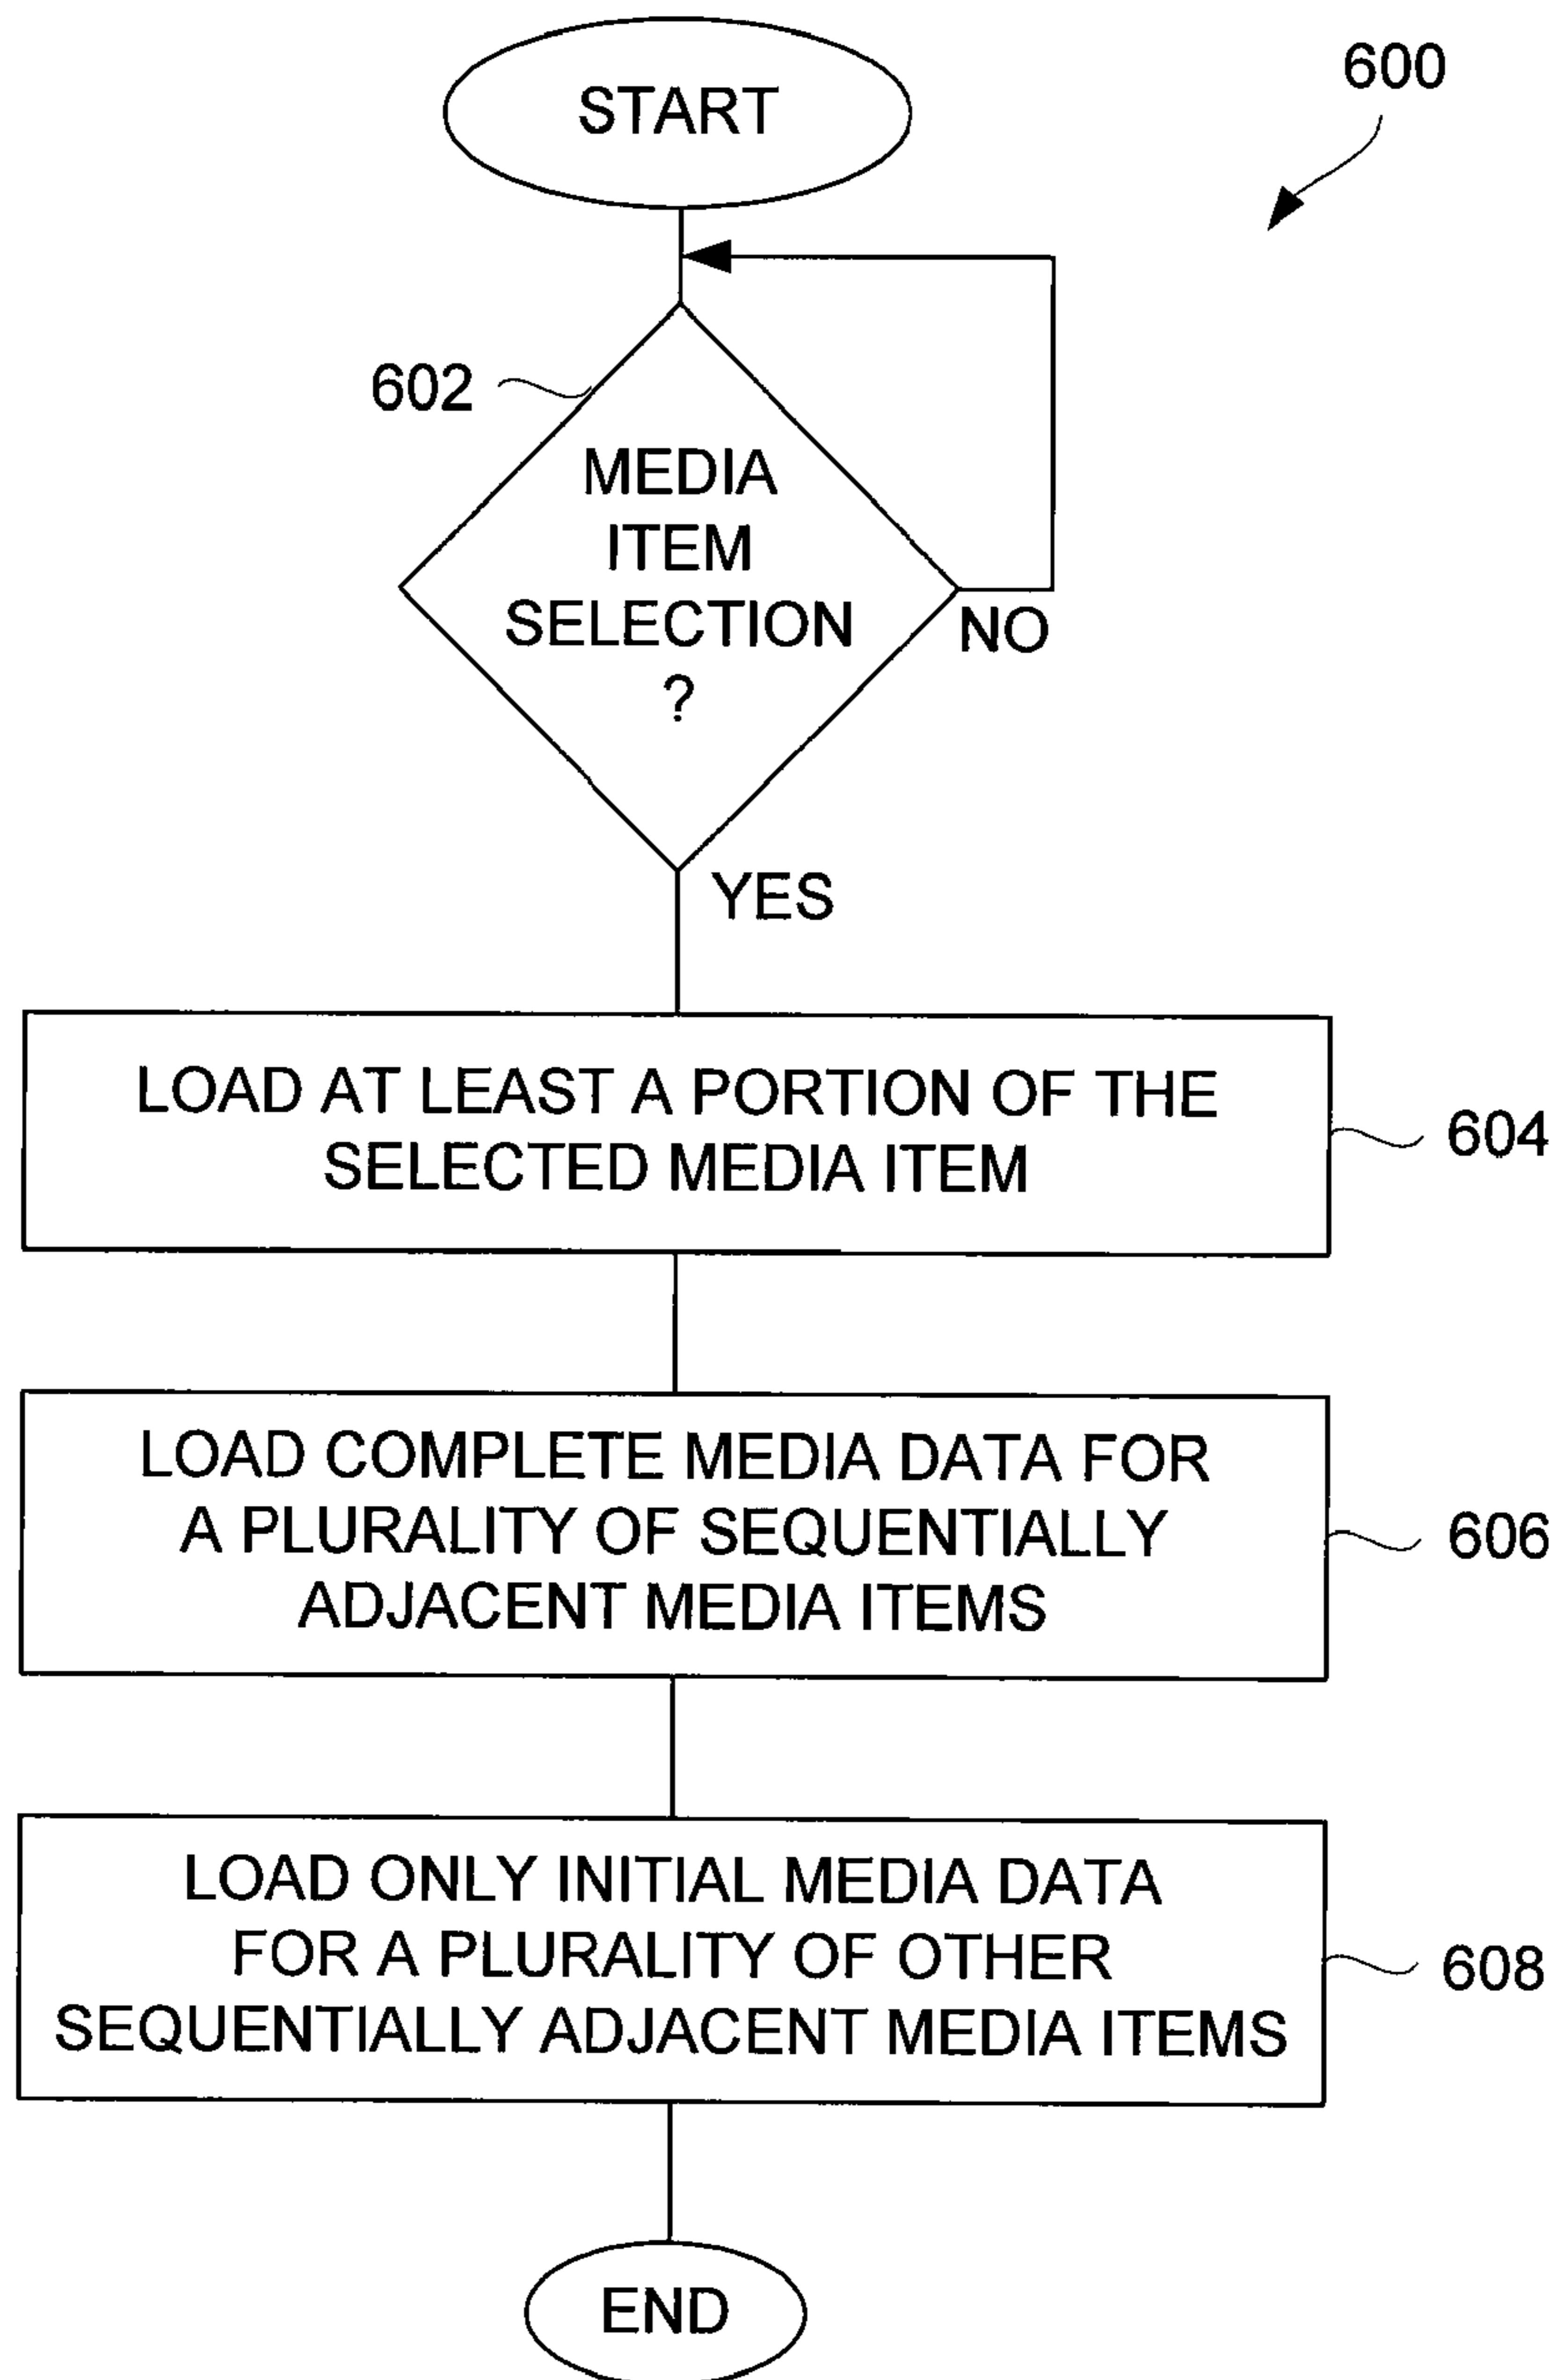 START
600
602
MEDIA
ITEM
SELECTION
?
NO
YES
LOAD AT LEAST A PORTION OF THE
SELECTED MEDIA ITEM
604
LOAD COMPLETE MEDIA DATA FOR
A PLURALITY OF SEQUENTIALLY
ADJACENT MEDIA ITEMS
606
LOAD ONLY INITIAL MEDIA DATA
FOR A PLURALITY OF OTHER
SEQUENTIALLY ADJACENT MEDIA ITEMS
608
END